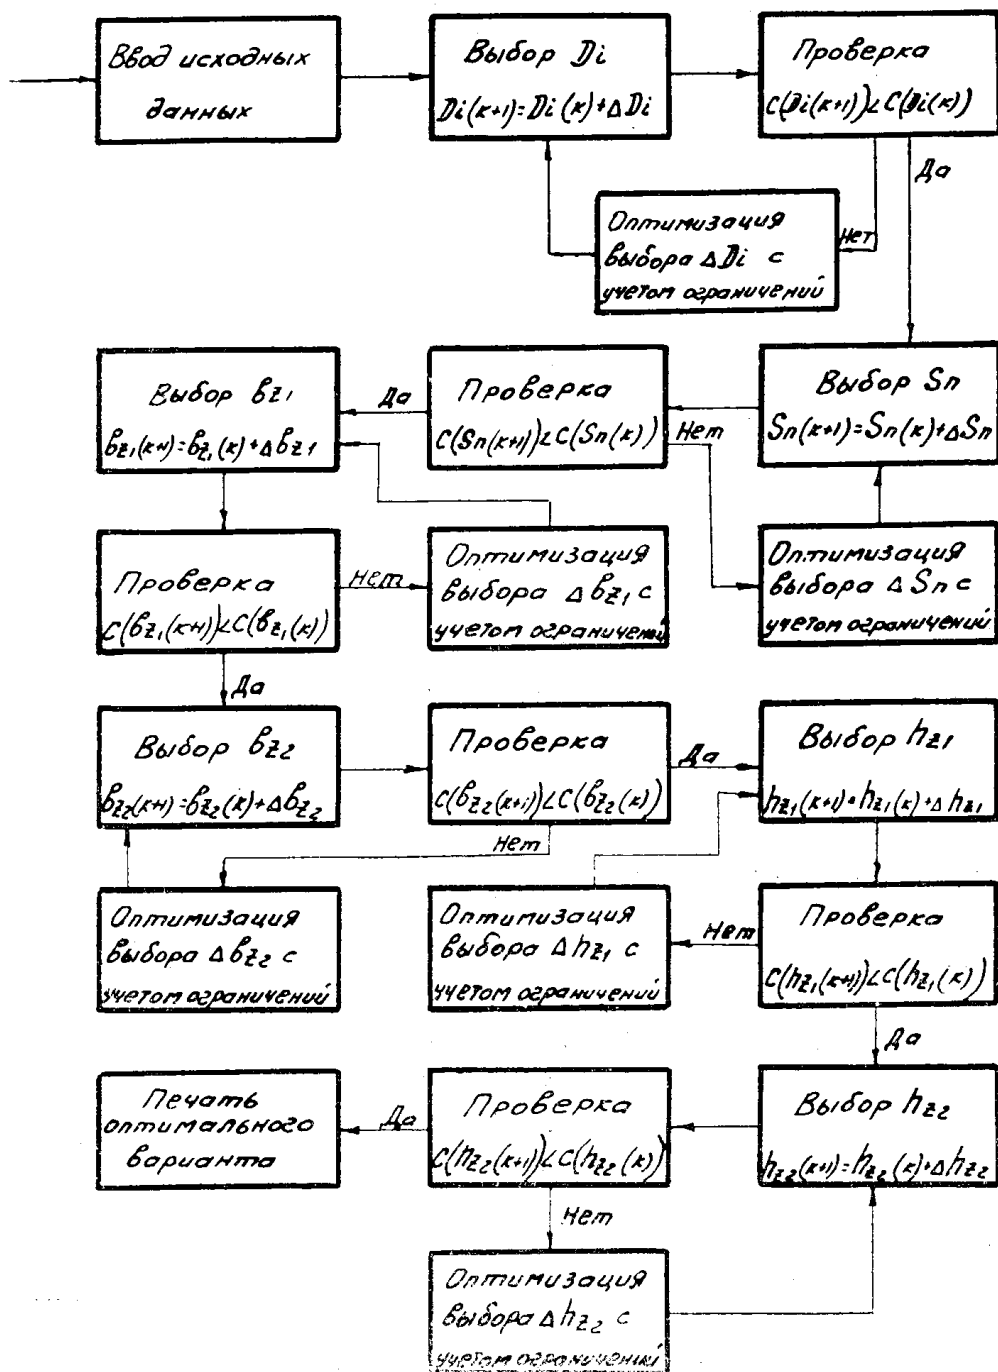 Ввод исходных
данных
Выбор Di
Di(к+1)=Di(к)+ΔDi
Проверка
C(Di(к+1))<C(Di(к))
Да
Нет
Оптимизация
выбора ΔDi с
учетом ограничений
Выбор Sn
Sn(к+1)=Sn(к)+ΔSn
Проверка
C(Sn(к+1))<C(Sn(к))
Да
Нет
Выбор bz1
bz1(к+1)=bz1(к)+Δbz1
Оптимизация
выбора ΔSn с
учетом ограничений
Оптимизация
выбора Δbz1 с
учетом ограничений
Нет
Проверка
C(bz1(к+1))<C(bz1(к))
Да
Выбор bz2
bz2(к+1)=bz2(к)+Δbz2
Проверка
C(bz2(к+1))<C(bz2(к))
Да
Нет
Выбор hz1
hz1(к+1)=hz1(к)+Δhz1
Оптимизация
выбора Δbz2 с
учетом ограничений
Оптимизация
выбора Δhz1 с
учетом ограничений
Нет
Проверка
C(hz1(к+1))<C(hz1(к))
Да
Выбор hz2
hz2(к+1)=hz2(к)+Δhz2
Проверка
C(hz2(к+1))<C(hz2(к))
Да
Печать
оптимального
варианта
Нет
Оптимизация
выбора Δhz2 с
учетом ограничений